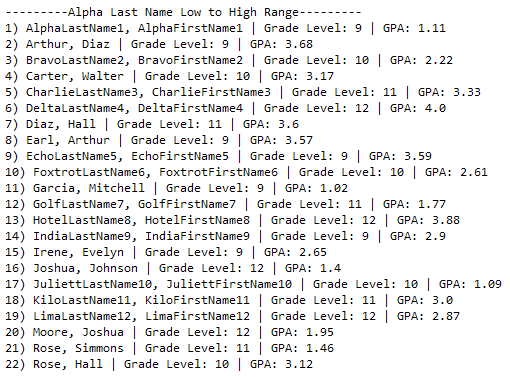 ---------Alpha Last Name Low to High Range---------
1) AlphaLastName1, AlphaFirstName1 | Grade Level: 9 | GPA: 1.11
2) Arthur, Diaz | Grade Level: 9 | GPA: 3.68
3) BravoLastName2, BravoFirstName2 | Grade Level: 10 | GPA: 2.22
4) Carter, Walter | Grade Level: 10 | GPA: 3.17
5) CharlieLastName3, CharlieFirstName3 | Grade Level: 11 | GPA: 3.33
6) DeltaLastName4, DeltaFirstName4 | Grade Level: 12 | GPA: 4.0
7) Diaz, Hall | Grade Level: 11 | GPA: 3.6
8) Earl, Arthur | Grade Level: 9 | GPA: 3.57
9) EchoLastName5, EchoFirstName5 | Grade Level: 9 | GPA: 3.59
10) FoxtrotLastName6, FoxtrotFirstName6 | Grade Level: 10 | GPA: 2.61
11) Garcia, Mitchell | Grade Level: 9 | GPA: 1.02
12) GolfLastName7, GolfFirstName7 | Grade Level: 11 | GPA: 1.77
13) HotelLastName8, HotelFirstName8 | Grade Level: 12 | GPA: 3.88
14) IndiaLastName9, IndiaFirstName9 | Grade Level: 9 | GPA: 2.9
15) Irene, Evelyn | Grade Level: 9 | GPA: 2.65
16) Joshua, Johnson | Grade Level: 12 | GPA: 1.4
17) JuliettLastName10, JuliettFirstName10 | Grade Level: 10 | GPA: 1.09
18) KiloLastName11, KiloFirstName11 | Grade Level: 11 | GPA: 3.0
19) LimaLastName12, LimaFirstName12 | Grade Level: 12 | GPA: 2.87
20) Moore, Joshua | Grade Level: 12 | GPA: 1.95
21) Rose, Simmons | Grade Level: 11 | GPA: 1.46
22) Rose, Hall | Grade Level: 10 | GPA: 3.12